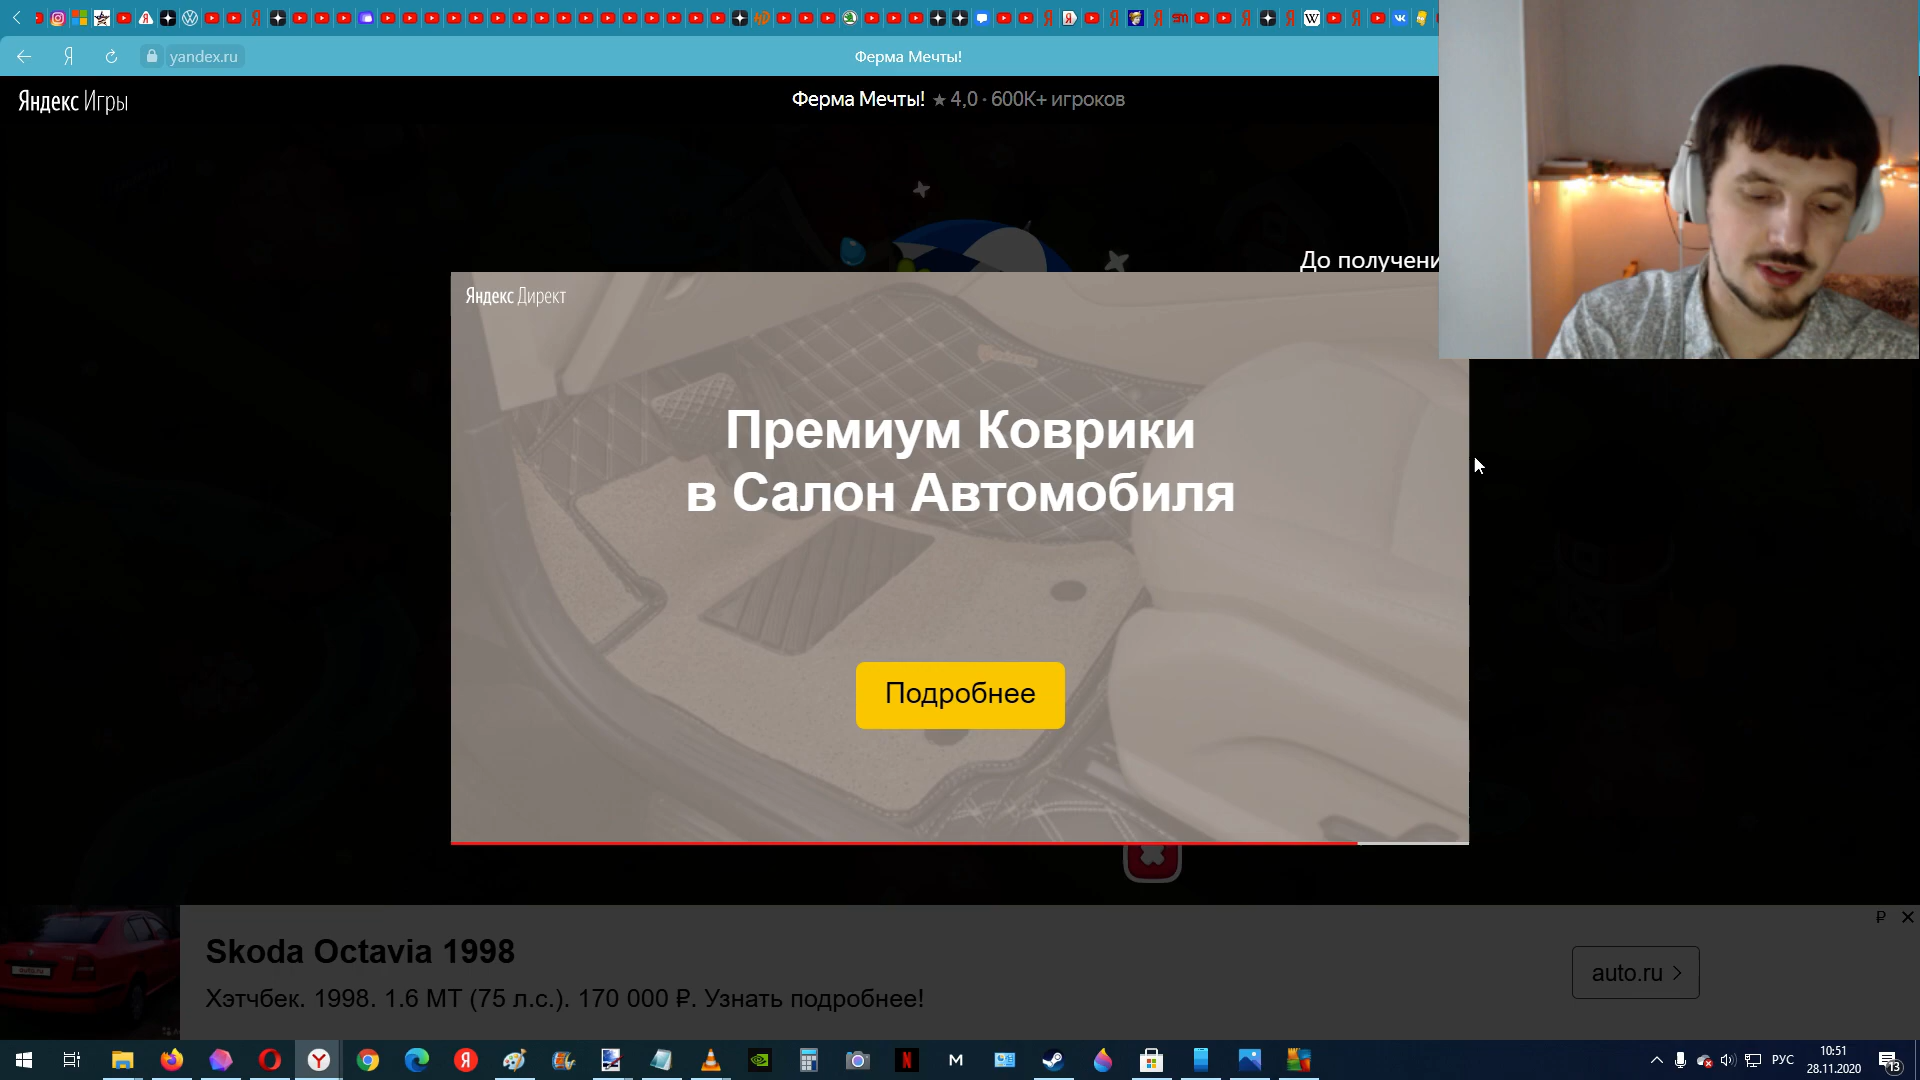 yandex.ru
Ферма Мечты!
Яндекс Игры
Ферма Мечты! ★ 4,0 · 600K+ игроков
До получени
Яндекс Директ
Премиум Коврики
в Салон Автомобиля
Подробнее
Skoda Octavia 1998
Хэтчбек. 1998. 1.6 MT (75 л.с.). 170 000 ₽. Узнать подробнее!
auto.ru
РУС
10:51
28.11.2020
13